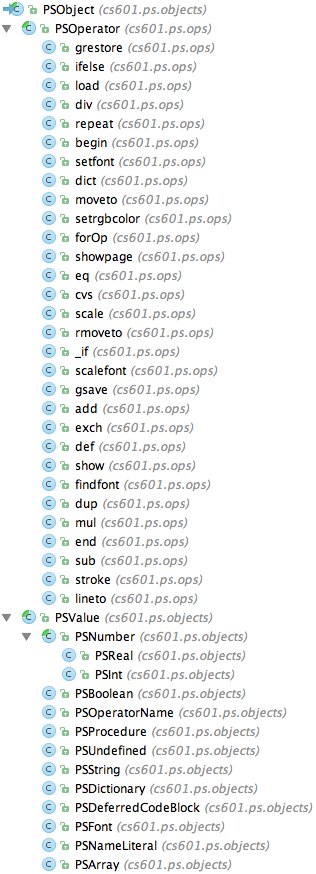 PSObject (cs601.ps.objects)
PSOperator (cs601.ps.objects)
grestore (cs601.ps.ops)
ifelse (cs601.ps.ops)
load (cs601.ps.ops)
div (cs601.ps.ops)
repeat (cs601.ps.ops)
begin (cs601.ps.ops)
setfont (cs601.ps.ops)
dict (cs601.ps.ops)
moveto (cs601.ps.ops)
setrgbcolor (cs601.ps.ops)
forOp (cs601.ps.ops)
showpage (cs601.ps.ops)
eq (cs601.ps.ops)
cvs (cs601.ps.ops)
scale (cs601.ps.ops)
rmoveto (cs601.ps.ops)
_if (cs601.ps.ops)
scalefont (cs601.ps.ops)
gsave (cs601.ps.ops)
add (cs601.ps.ops)
exch (cs601.ps.ops)
def (cs601.ps.ops)
show (cs601.ps.ops)
findfont (cs601.ps.ops)
dup (cs601.ps.ops)
mul (cs601.ps.ops)
end (cs601.ps.ops)
sub (cs601.ps.ops)
stroke (cs601.ps.ops)
lineto (cs601.ps.ops)
PSValue (cs601.ps.objects)
PSNumber (cs601.ps.objects)
PSReal (cs601.ps.objects)
PSInt (cs601.ps.objects)
PSBoolean (cs601.ps.objects)
PSOperatorName (cs601.ps.objects)
PSProcedure (cs601.ps.objects)
PSUndefined (cs601.ps.objects)
PSString (cs601.ps.objects)
PSDictionary (cs601.ps.objects)
PSDeferredCodeBlock (cs601.ps.objects)
PSFont (cs601.ps.objects)
PSNameLiteral (cs601.ps.objects)
PSArray (cs601.ps.objects)